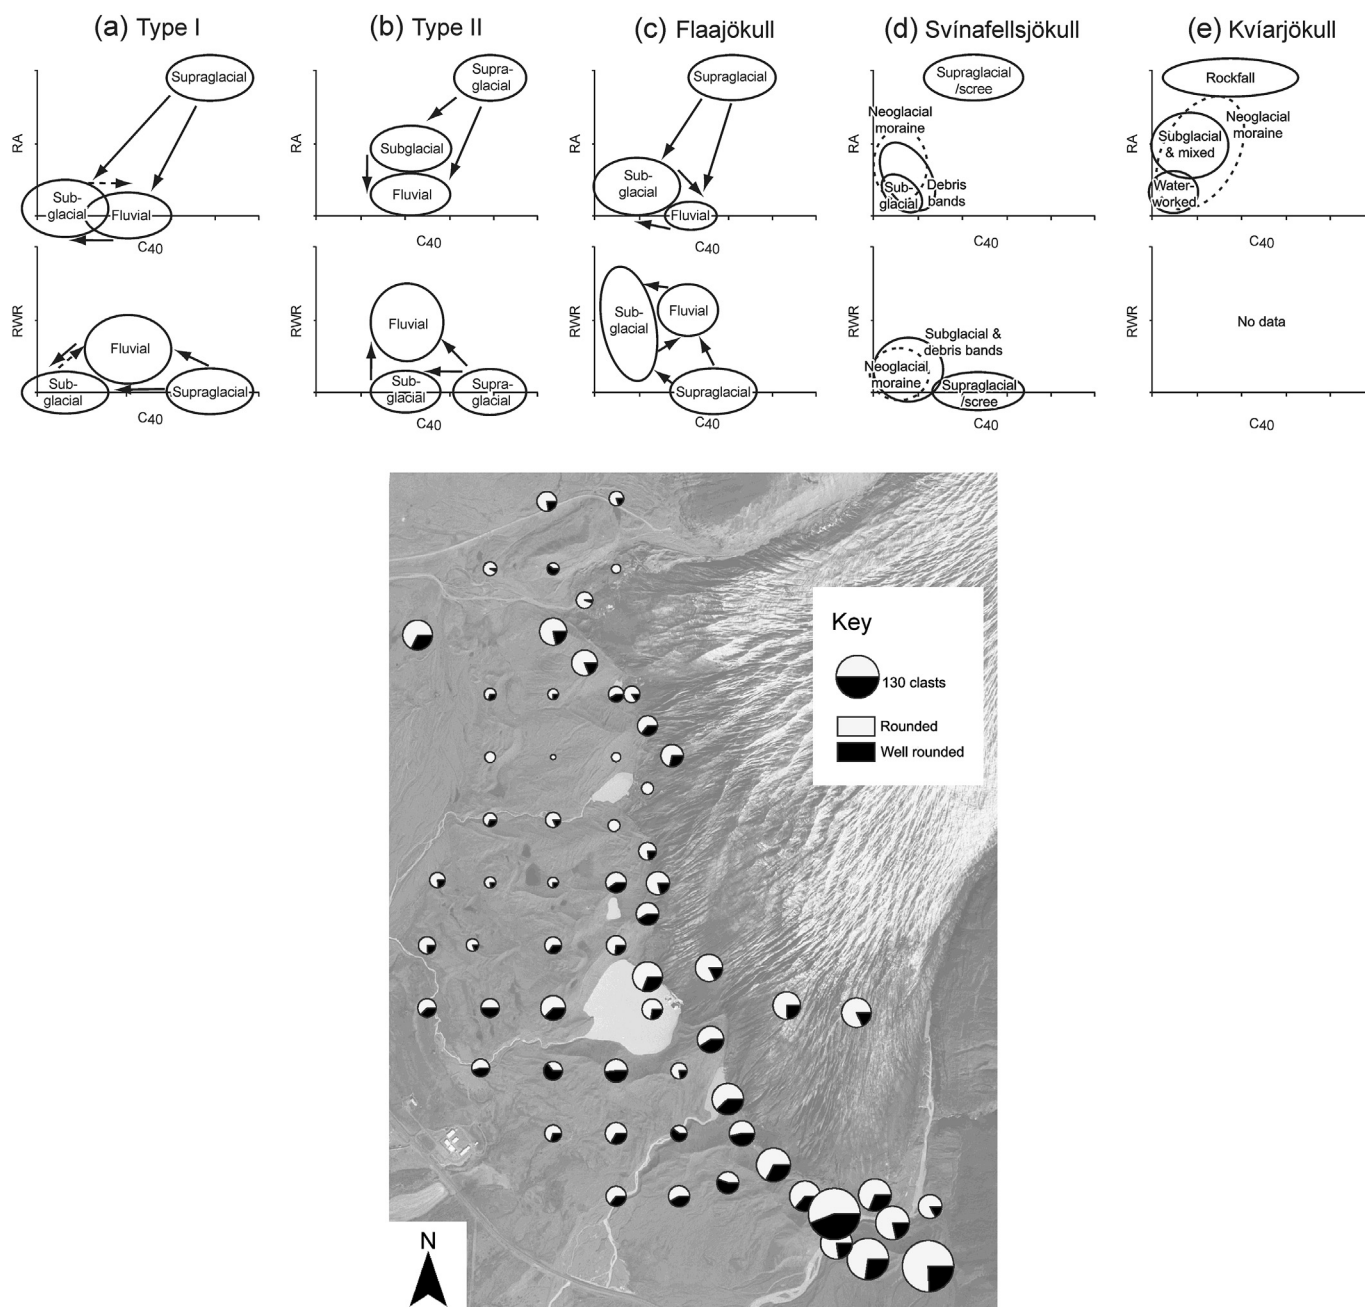 (a) Type I
(b) Type II
(c) Flaajökull
(d) Svínafellsjökull
(e) Kvíarjökull
RA
Supraglacial
Sub-
glacial
Fluvial
C40
RA
Supra-
glacial
Subglacial
Fluvial
C40
RA
Supraglacial
Sub-
glacial
Fluvial
C40
RA
Supraglacial
/scree
Neoglacial
moraine
Sub-
glacial
Debris
bands
C40
RA
Rockfall
Neoglacial
moraine
Subglacial
& mixed
Water-
worked
C40
RWR
Fluvial
Sub-
glacial
Supraglacial
C40
RWR
Fluvial
Sub-
glacial
Supra-
glacial
C40
RWR
Sub-
glacial
Fluvial
Supraglacial
C40
RWR
Subglacial &
debris bands
Neoglacial
moraine
Supraglacial
/scree
C40
RWR
No data
C40
Key
130 clasts
Rounded
Well rounded
N